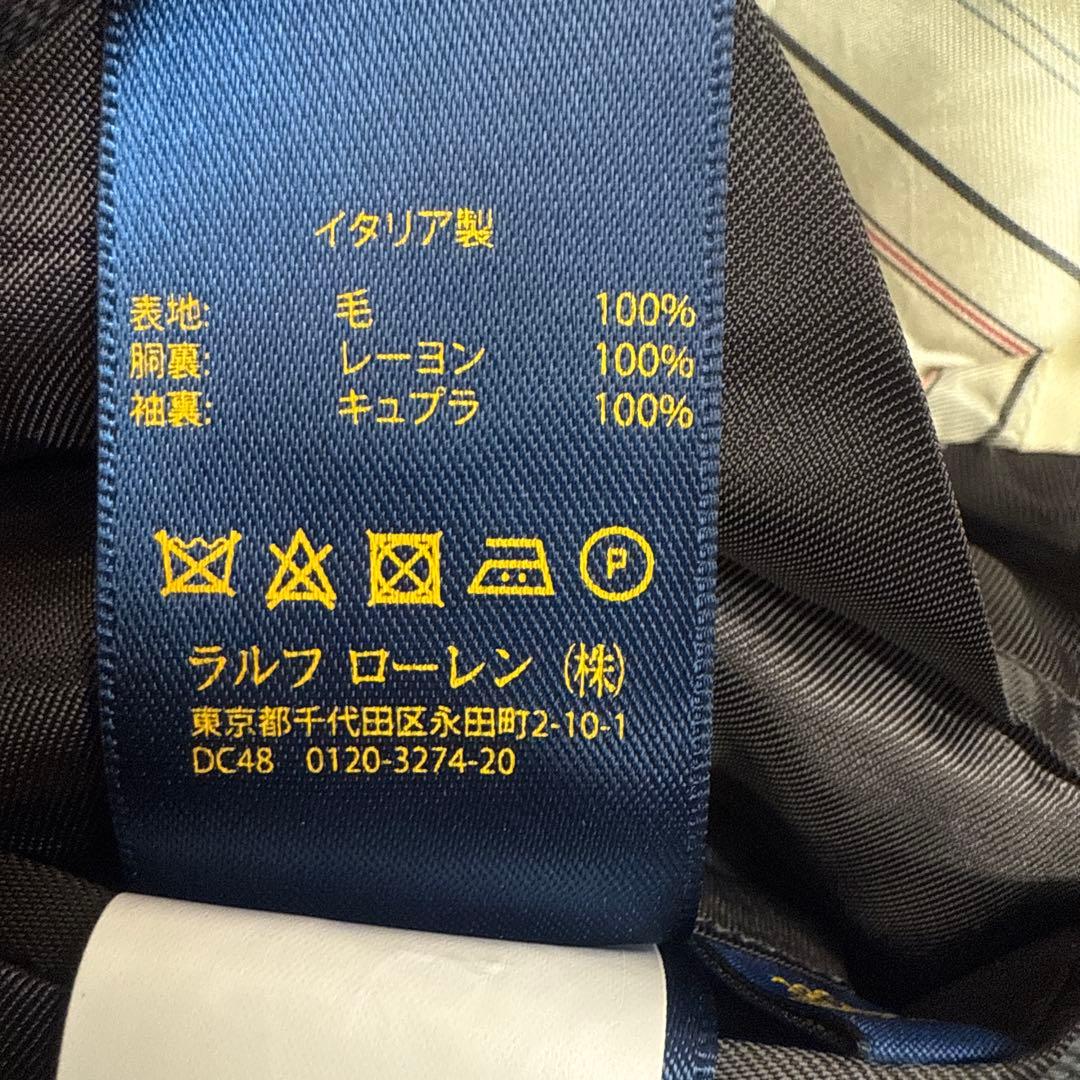 イタリア製
表地: 毛 100%
胴裏: レーヨン 100%
袖裏: キュプラ 100%
P
ラルフ ローレン (株)
東京都千代田区永田町2-10-1
DC48 0120-3274-20